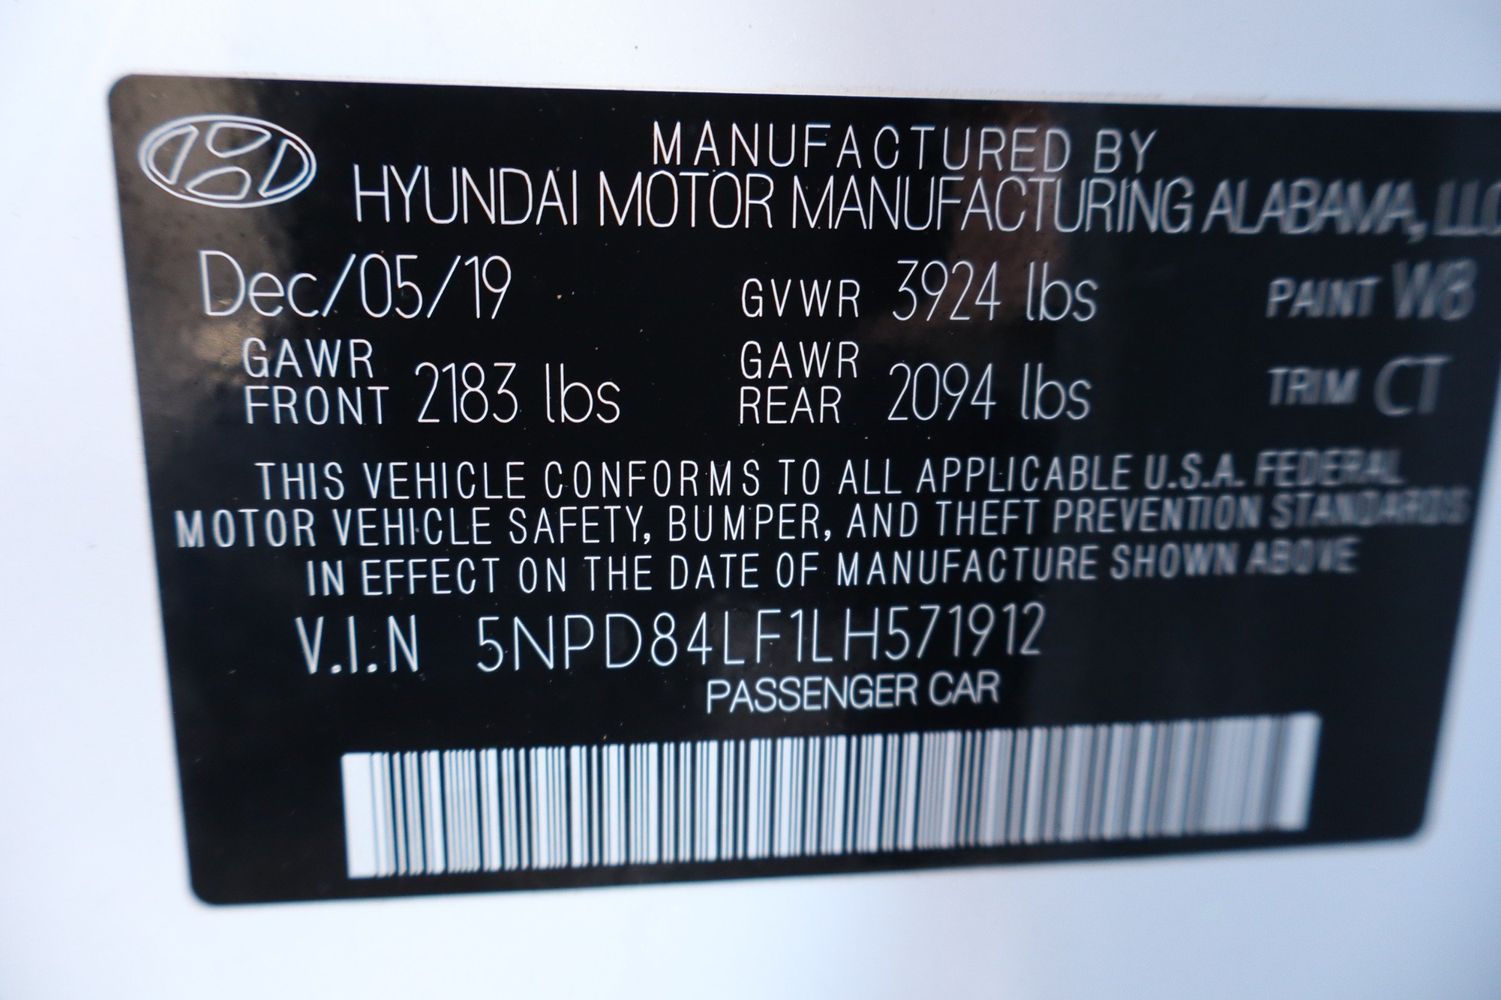 MANUFACTURED BY
HYUNDAI MOTOR MANUFACTURING ALABAMA, LLC
Dec/05/19 GVWR 3924 lbs PAINT W8
GAWR FRONT 2183 lbs GAWR REAR 2094 lbs TRIM CT
THIS VEHICLE CONFORMS TO ALL APPLICABLE U.S.A. FEDERAL
MOTOR VEHICLE SAFETY, BUMPER, AND THEFT PREVENTION STANDARDS
IN EFFECT ON THE DATE OF MANUFACTURE SHOWN ABOVE
V.I.N 5NPD84LF1LH571912
PASSENGER CAR